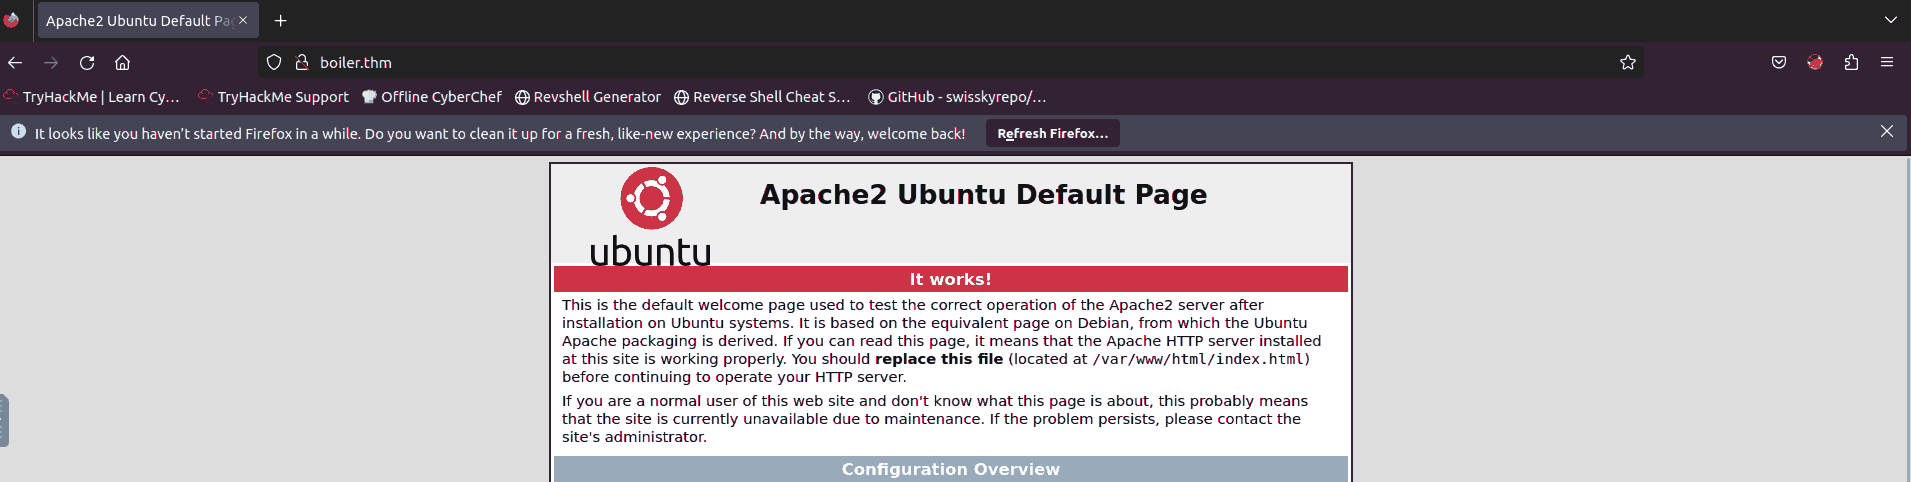 Apache2 Ubuntu Default Pag
boiler.thm
TryHackMe | Learn Cy... TryHackMe Support Offline CyberChef Revshell Generator Reverse Shell Cheat S... GitHub - swisskyrepo/...
It looks like you haven't started Firefox in a while. Do you want to clean it up for a fresh, like-new experience? And by the way, welcome back! Refresh Firefox...
Apache2 Ubuntu Default Page
ubuntu
It works!
This is the default welcome page used to test the correct operation of the Apache2 server after
installation on Ubuntu systems. It is based on the equivalent page on Debian, from which the Ubuntu
Apache packaging is derived. If you can read this page, it means that the Apache HTTP server installed
at this site is working properly. You should replace this file (located at /var/www/html/index.html)
before continuing to operate your HTTP server.
If you are a normal user of this web site and don't know what this page is about, this probably means
that the site is currently unavailable due to maintenance. If the problem persists, please contact the
site's administrator.
Configuration Overview